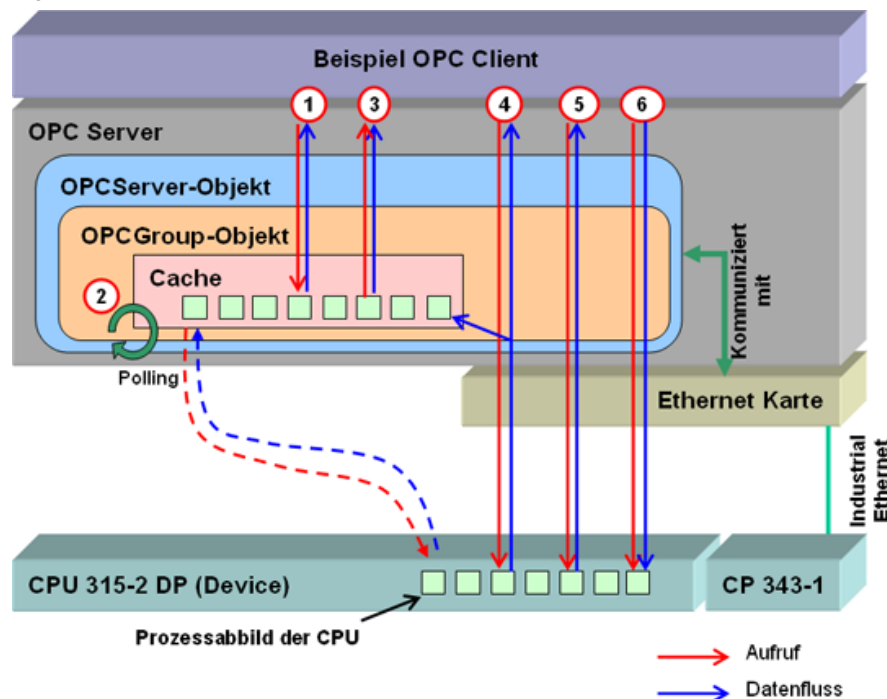 Beispiel OPC Client
1
3
4
5
6
OPC Server
OPCServer-Objekt
OPCGroup-Objekt
Cache
2
Polling
Kommuniziert
mit
Ethernet Karte
Industrial
Ethernet
CPU 315-2 DP (Device)
CP 343-1
Prozessabbild der CPU
Aufruf
Datenfluss